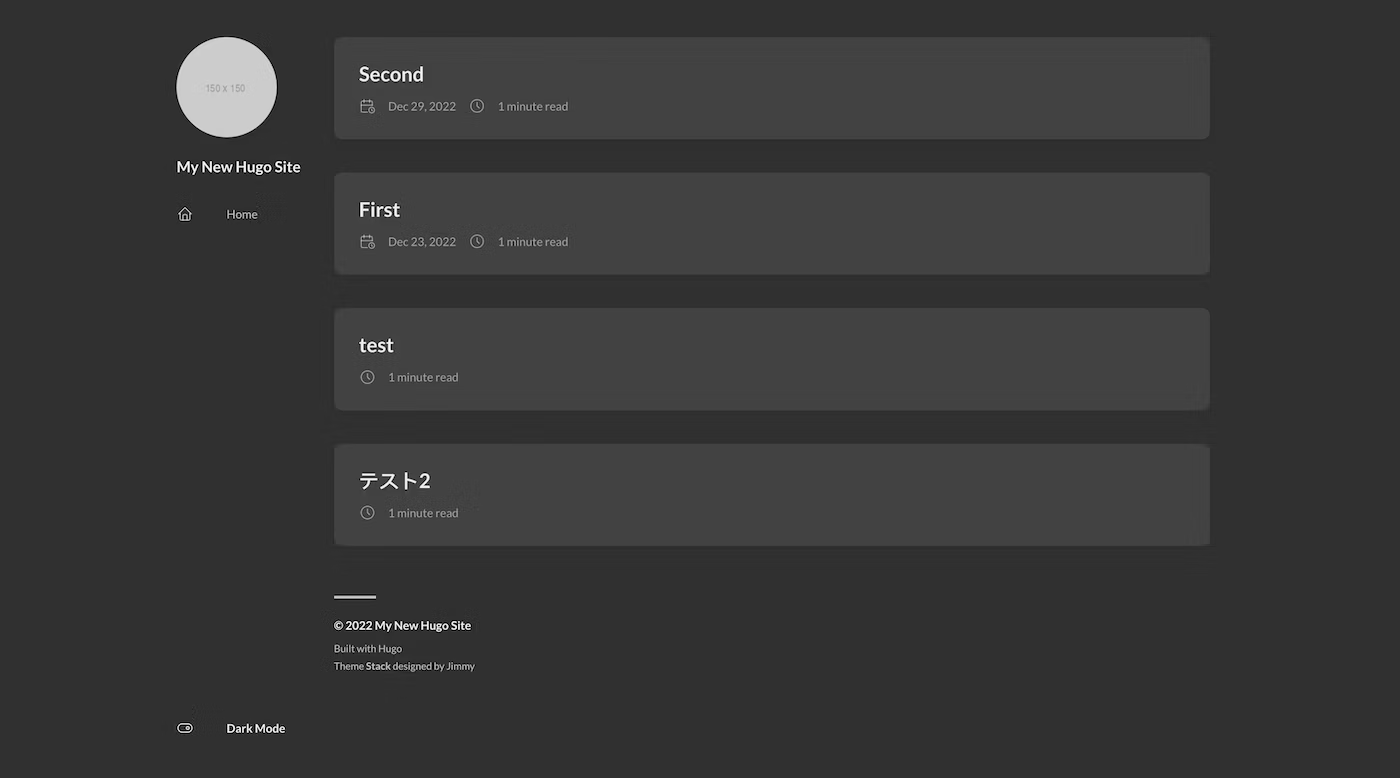 150 x 150
My New Hugo Site
Home
Dark Mode
Second
Dec 29, 2022 1 minute read
First
Dec 23, 2022 1 minute read
test
1 minute read
テスト2
1 minute read
© 2022 My New Hugo Site
Built with Hugo
Theme Stack designed by Jimmy